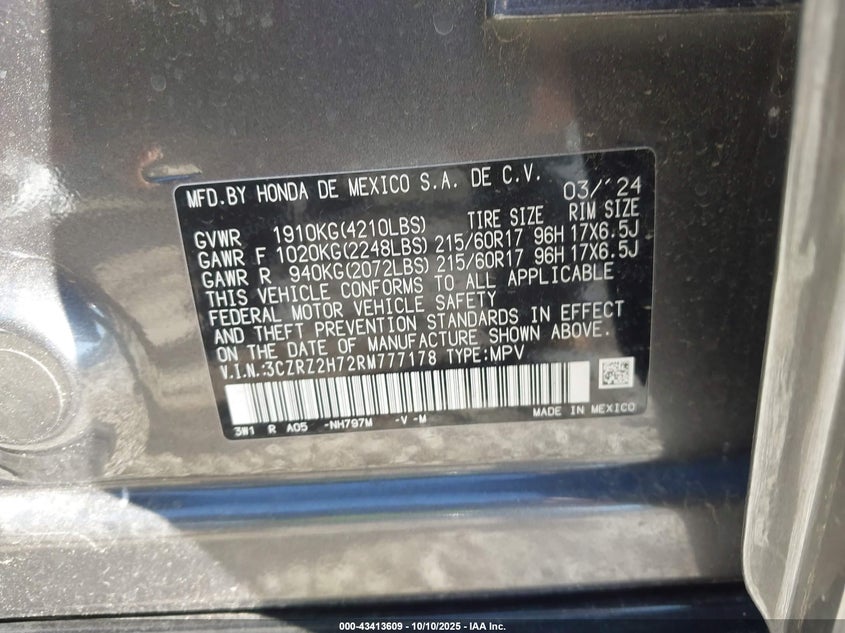 MFD.BY HONDA DE MEXICO S.A. DE C.V. 03/'24
GVWR 1910KG(4210LBS) TIRE SIZE RIM SIZE
GAWR F 1020KG(2248LBS) 215/60R17 96H 17X6.5J
GAWR R 940KG(2072LBS) 215/60R17 96H 17X6.5J
THIS VEHICLE CONFORMS TO ALL APPLICABLE
FEDERAL MOTOR VEHICLE SAFETY
AND THEFT PREVENTION STANDARDS IN EFFECT
ON THE DATE OF MANUFACTURE SHOWN ABOVE.
V.I.N.:3CZRZ2H72RM777178 TYPE:MPV
3W1 R A05 -NH797M -V -M MADE IN MEXICO
000-43413609 - 10/10/2025 - IAA Inc.